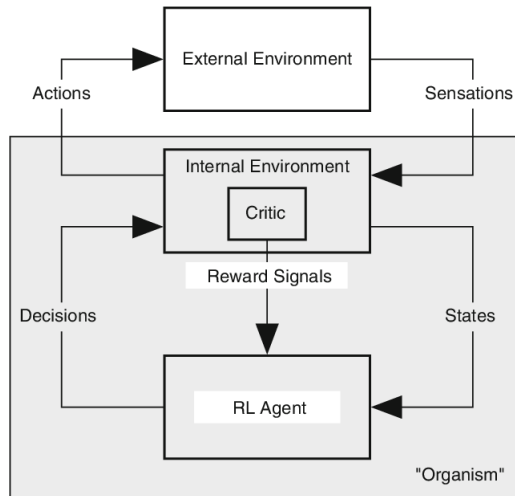 External Environment
Actions
Sensations
Internal Environment
Critic
Reward Signals
Decisions
States
RL Agent
"Organism"